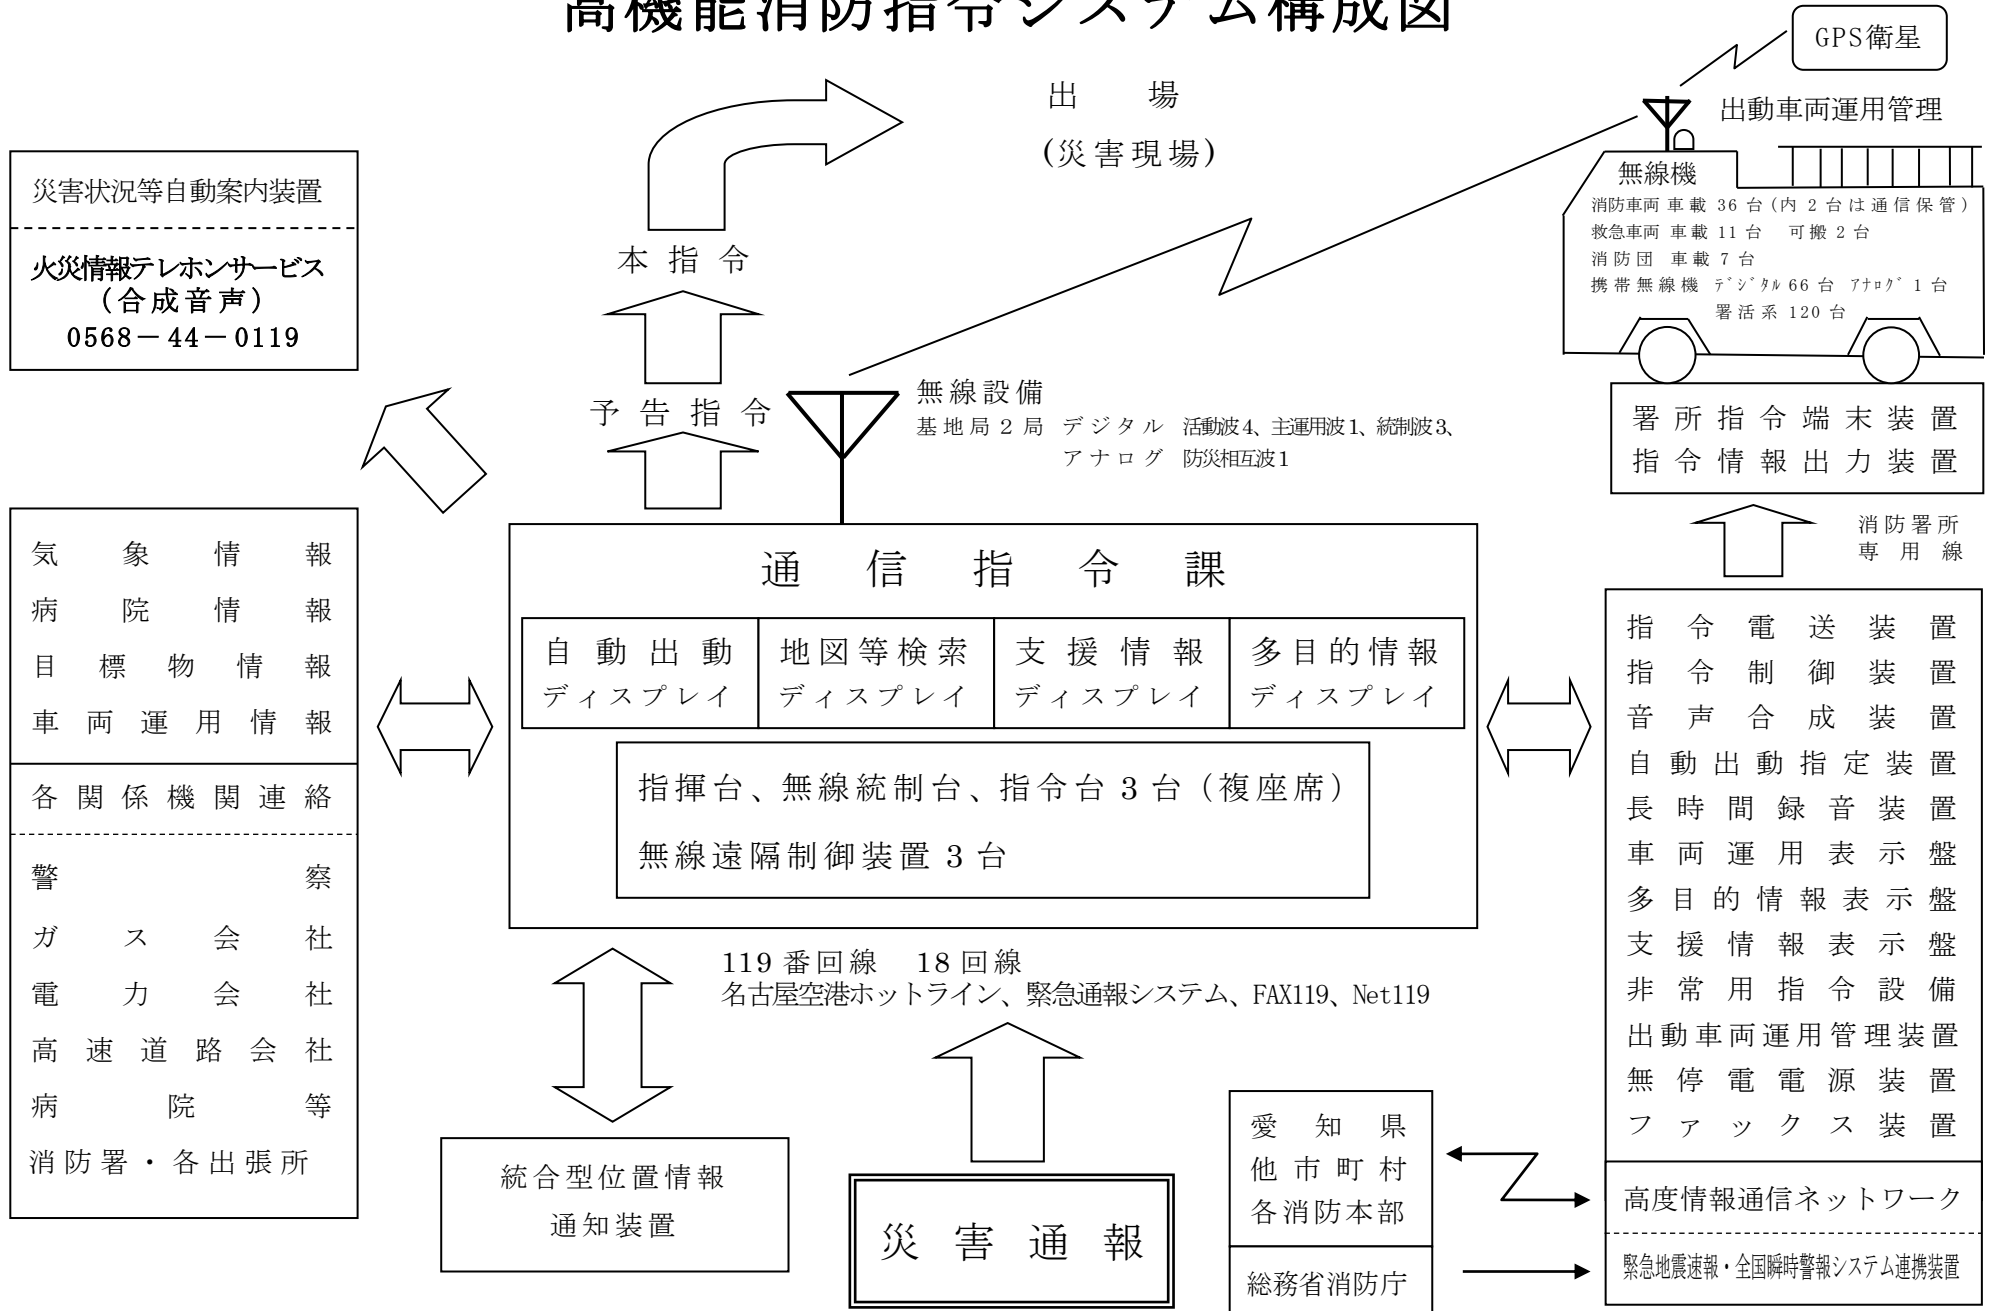 高機能消防指令システム構成図
GPS衛星
出動車両運用管理
出場
(災害現場)
無線機
消防車両 車載 36 台(内 2 台は通信保管)
救急車両 車載 11 台 可搬 2 台
消防団 車載 7 台
携帯無線機 デジタル 66 台 アナログ 1 台
署活系 120 台
災害状況等自動案内装置
火災情報テレホンサービス
(合成音声)
0568－44－0119
本指令
予告指令
無線設備
基地局 2 局 デジタル 活動波 4、主運用波 1、統制波 3、
アナログ 防災相互波 1
署所指令端末装置
指令情報出力装置
消防署所
専用線
気象情報
病院情報
目標物情報
車両運用情報
各関係機関連絡
警察
ガス会社
電力会社
高速道路会社
病院等
消防署・各出張所
通信指令課
自動出動
ディスプレイ
地図等検索
ディスプレイ
支援情報
ディスプレイ
多目的情報
ディスプレイ
指揮台、無線統制台、指令台 3 台（複座席）
無線遠隔制御装置 3 台
119 番回線 18 回線
名古屋空港ホットライン、緊急通報システム、FAX119、Net119
統合型位置情報
通知装置
災害通報
愛知県
他市町村
各消防本部
総務省消防庁
指令電送装置
指令制御装置
音声合成装置
自動出動指定装置
長時間録音装置
車両運用表示盤
多目的情報表示盤
支援情報表示盤
非常用指令設備
出動車両運用管理装置
無停電電源装置
ファックス装置
高度情報通信ネットワーク
緊急地震速報・全国瞬時警報システム連携装置